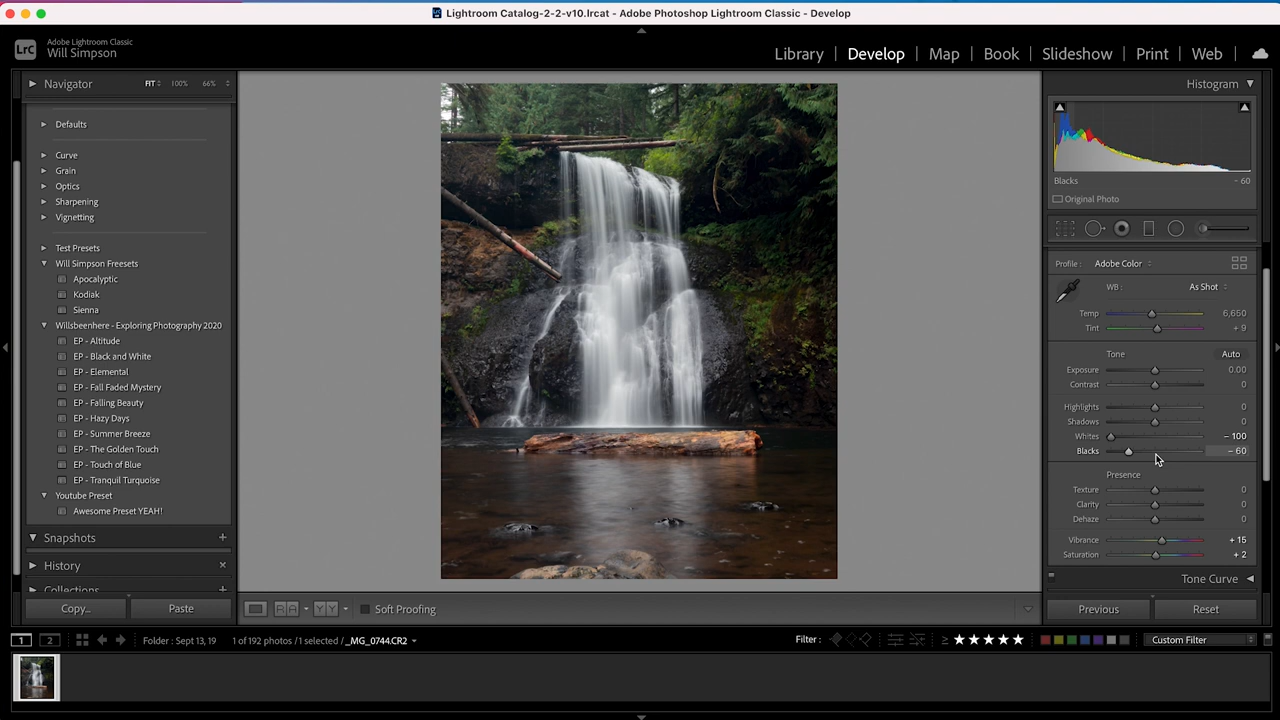 Lightroom Catalog-2-2-v10.lrcat - Adobe Photoshop Lightroom Classic - Develop
LrC
Adobe Lightroom Classic
Will Simpson
Library | Develop | Map | Book | Slideshow | Print | Web
Navigator FIT 100% 66%
Defaults
Curve
Grain
Optics
Sharpening
Vignetting
Test Presets
Will Simpson Freesets
Apocalyptic
Kodiak
Sienna
Willsbeenhere - Exploring Photography 2020
EP - Altitude
EP - Black and White
EP - Elemental
EP - Fall Faded Mystery
EP - Falling Beauty
EP - Hazy Days
EP - Summer Breeze
EP - The Golden Touch
EP - Touch of Blue
EP - Tranquil Turquoise
Youtube Preset
Awesome Preset YEAH!
Snapshots +
History ×
Collections +
Copy... Paste
Soft Proofing
Histogram
Blacks - 60
Original Photo
Profile : Adobe Color
WB : As Shot
Temp 6,650
Tint + 9
Tone Auto
Exposure 0.00
Contrast 0
Highlights 0
Shadows 0
Whites - 100
Blacks - 60
Presence
Texture 0
Clarity 0
Dehaze 0
Vibrance + 15
Saturation + 2
Tone Curve
Previous Reset
1 2 Folder : Sept 13, 19 1 of 192 photos / 1 selected / _MG_0744.CR2 Filter : ≥ ★★★★★ Custom Filter